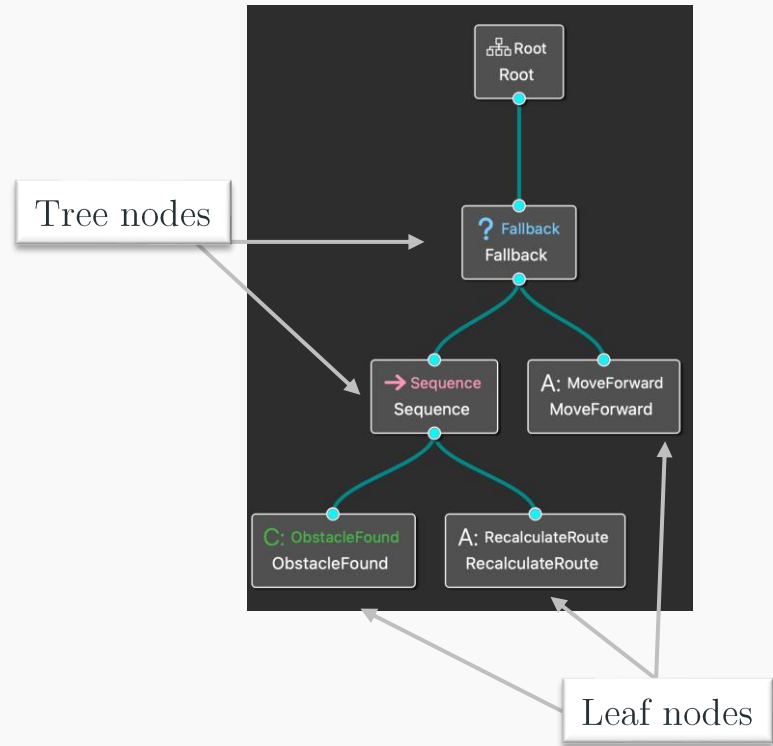 Root
Root
Tree nodes
? Fallback
Fallback
→ Sequence
Sequence
A: MoveForward
MoveForward
C: ObstacleFound
ObstacleFound
A: RecalculateRoute
RecalculateRoute
Leaf nodes